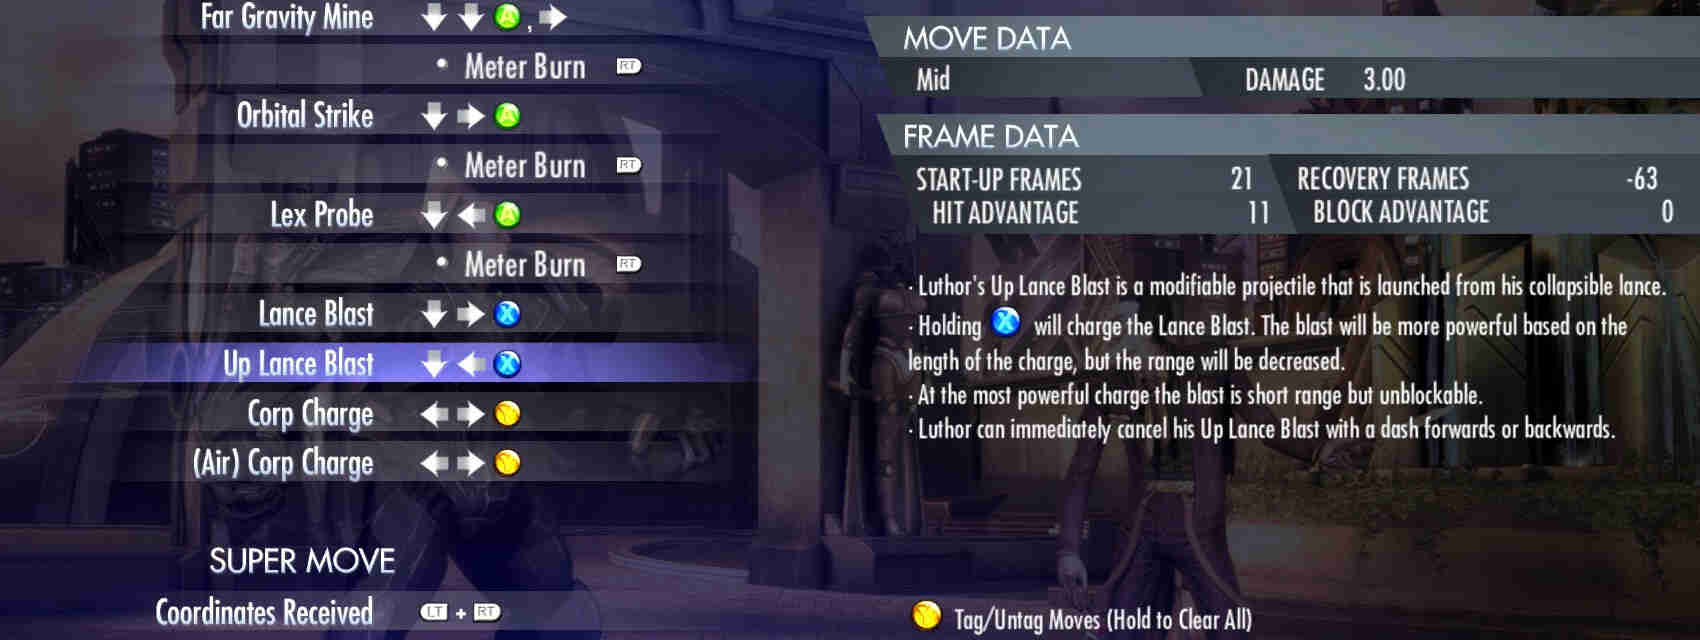 Far Gravity Mine A ,
• Meter Burn RT
Orbital Strike A
• Meter Burn RT
Lex Probe A
• Meter Burn RT
Lance Blast X
Up Lance Blast X
Corp Charge Y
(Air) Corp Charge Y
SUPER MOVE
Coordinates Received LT + RT
MOVE DATA
Mid DAMAGE 3.00
FRAME DATA
START-UP FRAMES 21 RECOVERY FRAMES -63
HIT ADVANTAGE 11 BLOCK ADVANTAGE 0
· Luthor's Up Lance Blast is a modifiable projectile that is launched from his collapsible lance.
· Holding X will charge the Lance Blast. The blast will be more powerful based on the
length of the charge, but the range will be decreased.
· At the most powerful charge the blast is short range but unblockable.
· Luthor can immediately cancel his Up Lance Blast with a dash forwards or backwards.
Y Tag/Untag Moves (Hold to Clear All)